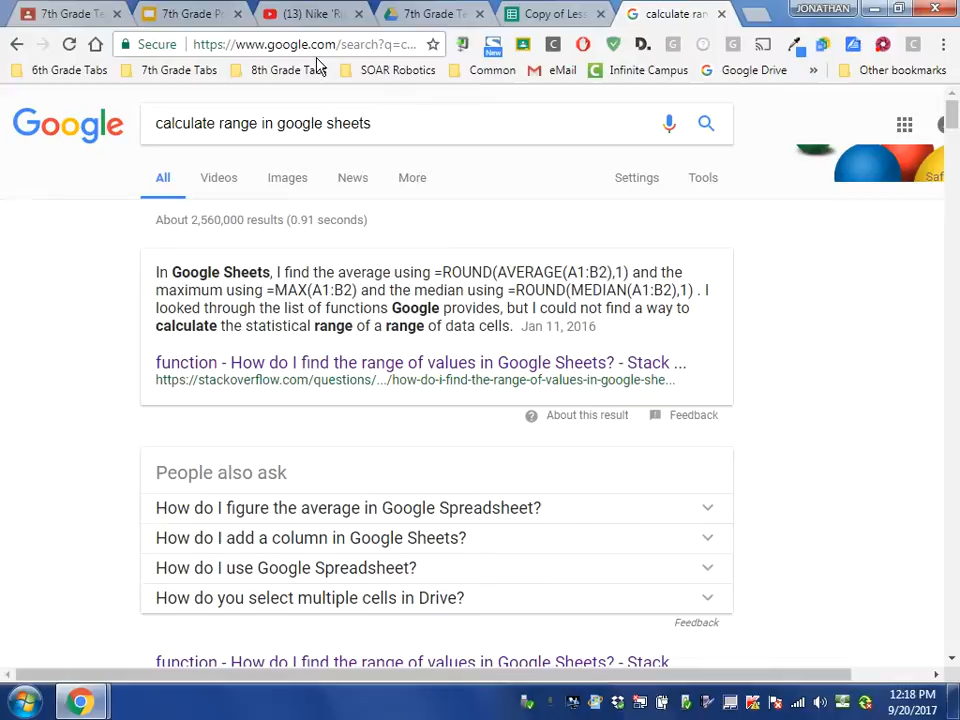 7th Grade Te
7th Grade P
(13) Nike 'Ri
7th Grade Te
Copy of Less
calculate ran
JONATHAN
Secure
https://www.google.com/search?q=c...
New
6th Grade Tabs
7th Grade Tabs
8th Grade Tabs
SOAR Robotics
Common
eMail
Infinite Campus
Google Drive
»
Other bookmarks
Google
calculate range in google sheets
All
Videos
Images
News
More
Settings
Tools
Saf
About 2,560,000 results (0.91 seconds)
In Google Sheets, I find the average using =ROUND(AVERAGE(A1:B2),1) and the
maximum using =MAX(A1:B2) and the median using =ROUND(MEDIAN(A1:B2),1) . I
looked through the list of functions Google provides, but I could not find a way to
calculate the statistical range of a range of data cells. Jan 11, 2016
function - How do I find the range of values in Google Sheets? - Stack ...
https://stackoverflow.com/questions/.../how-do-i-find-the-range-of-values-in-google-she...
About this result
Feedback
People also ask
How do I figure the average in Google Spreadsheet?
How do I add a column in Google Sheets?
How do I use Google Spreadsheet?
How do you select multiple cells in Drive?
Feedback
function - How do I find the range of values in Google Sheets? - Stack
12:18 PM
9/20/2017